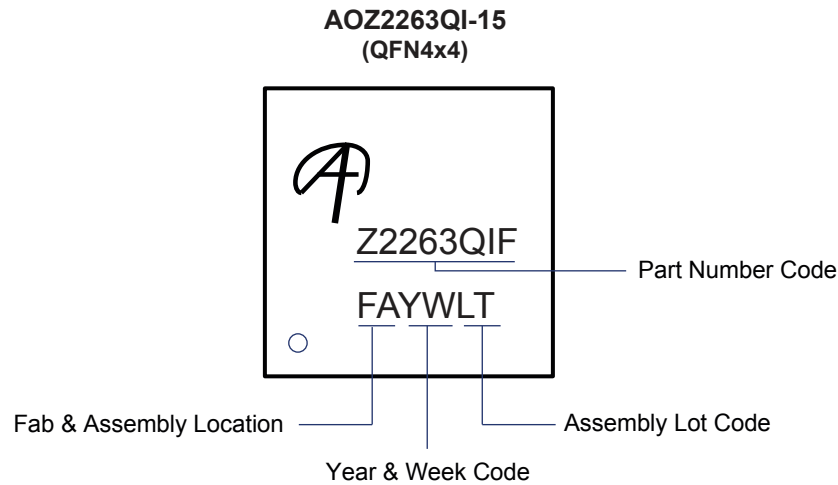 AOZ2263QI-15
(QFN4x4)
Z2263QIF
Part Number Code
FAYWLT
Fab & Assembly Location
Assembly Lot Code
Year & Week Code